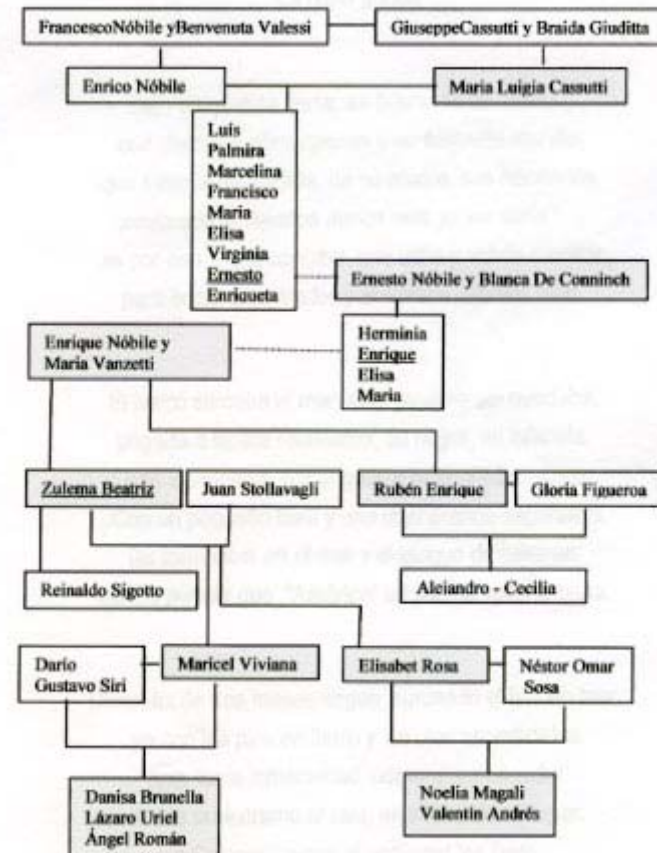 FrancescoNóbile yBenvenuta Valessi
GiuseppeCassutti y Braida Giuditta
Enrico Nóbile
Maria Luigia Cassutti
Luis
Palmira
Marcelina
Francisco
Maria
Elisa
Virginia
Ernesto
Enriqueta
Ernesto Nóbile y Blanca De Conninch
Enrique Nóbile y
Maria Vanzetti
Herminia
Enrique
Elisa
Maria
Zulema Beatriz
Juan Stollavagli
Rubén Enrique
Gloria Figueroa
Reinaldo Sigotto
Alejandro - Cecilia
Darío
Gustavo Siri
Maricel Viviana
Elisabet Rosa
Néstor Omar
Sosa
Danisa Brunella
Lázaro Uriel
Ángel Román
Noelia Magali
Valentín Andrés